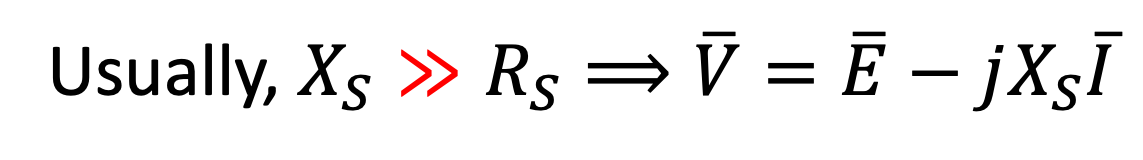 Usually, X_S ≫ R_S ⟹ V̄ = Ē − jX_S Ī